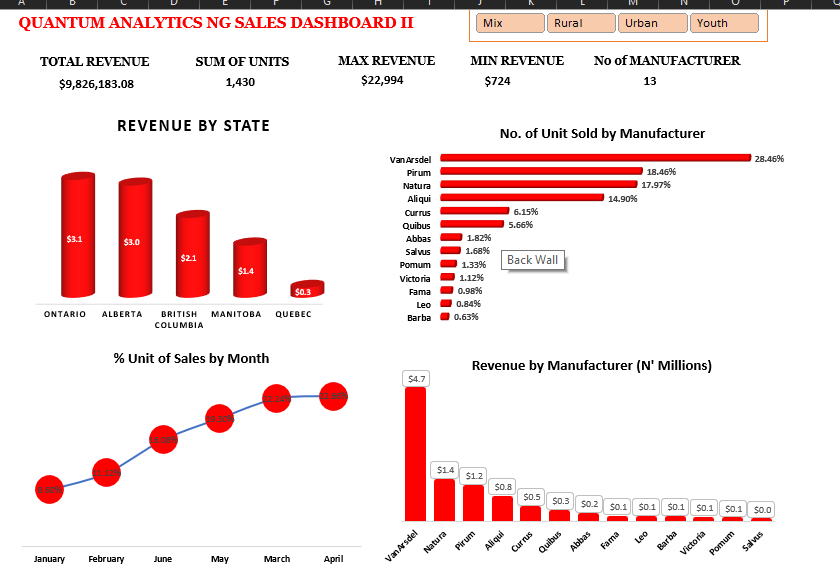 A B C D E F G H I J K L M N O P
QUANTUM ANALYTICS NG SALES DASHBOARD II
Mix Rural Urban Youth
TOTAL REVENUE SUM OF UNITS MAX REVENUE MIN REVENUE No of MANUFACTURER
$9,826,183.08 1,430 $22,994 $724 13
REVENUE BY STATE
$3.1 $3.0 $2.1 $1.4 $0.3
ONTARIO ALBERTA BRITISH COLUMBIA MANITOBA QUEBEC
No. of Unit Sold by Manufacturer
VanArsdel 28.46%
Pirum 18.46%
Natura 17.97%
Aliqui 14.90%
Currus 6.15%
Quibus 5.66%
Abbas 1.82%
Salvus 1.68%
Pomum 1.33%
Victoria 1.12%
Fama 0.98%
Leo 0.84%
Barba 0.63%
Back Wall
% Unit of Sales by Month
January February June May March April
Revenue by Manufacturer (N' Millions)
$4.7 $1.4 $1.2 $0.8 $0.5 $0.3 $0.2 $0.1 $0.1 $0.1 $0.1 $0.1 $0.0
VanArsdel Natura Pirum Aliqui Currus Quibus Abbas Fama Leo Barba Victoria Pomum Salvus